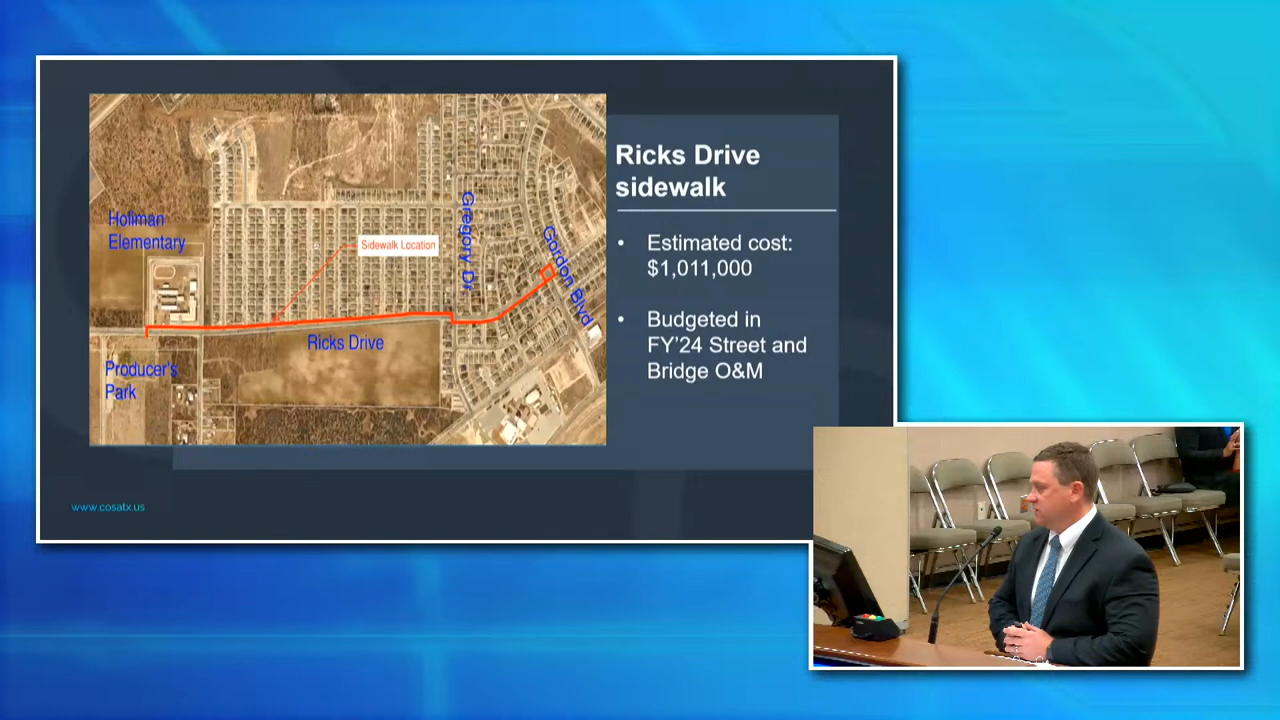 Hoffman
Elementary
Sidewalk Location
Gregory Dr.
Gordon Blvd
Ricks Drive
Producer's
Park
Ricks Drive
sidewalk
• Estimated cost:
$1,011,000
• Budgeted in
FY'24 Street and
Bridge O&M
www.cosatx.us